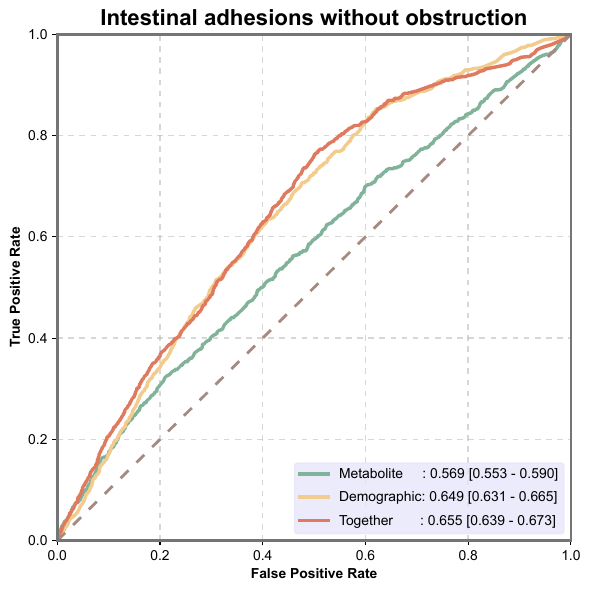 Intestinal adhesions without obstruction
1.0
0.8
0.6
0.4
0.2
0.0
True Positive Rate
Metabolite : 0.569 [0.553 - 0.590]
Demographic: 0.649 [0.631 - 0.665]
Together : 0.655 [0.639 - 0.673]
0.0 0.2 0.4 0.6 0.8 1.0
False Positive Rate